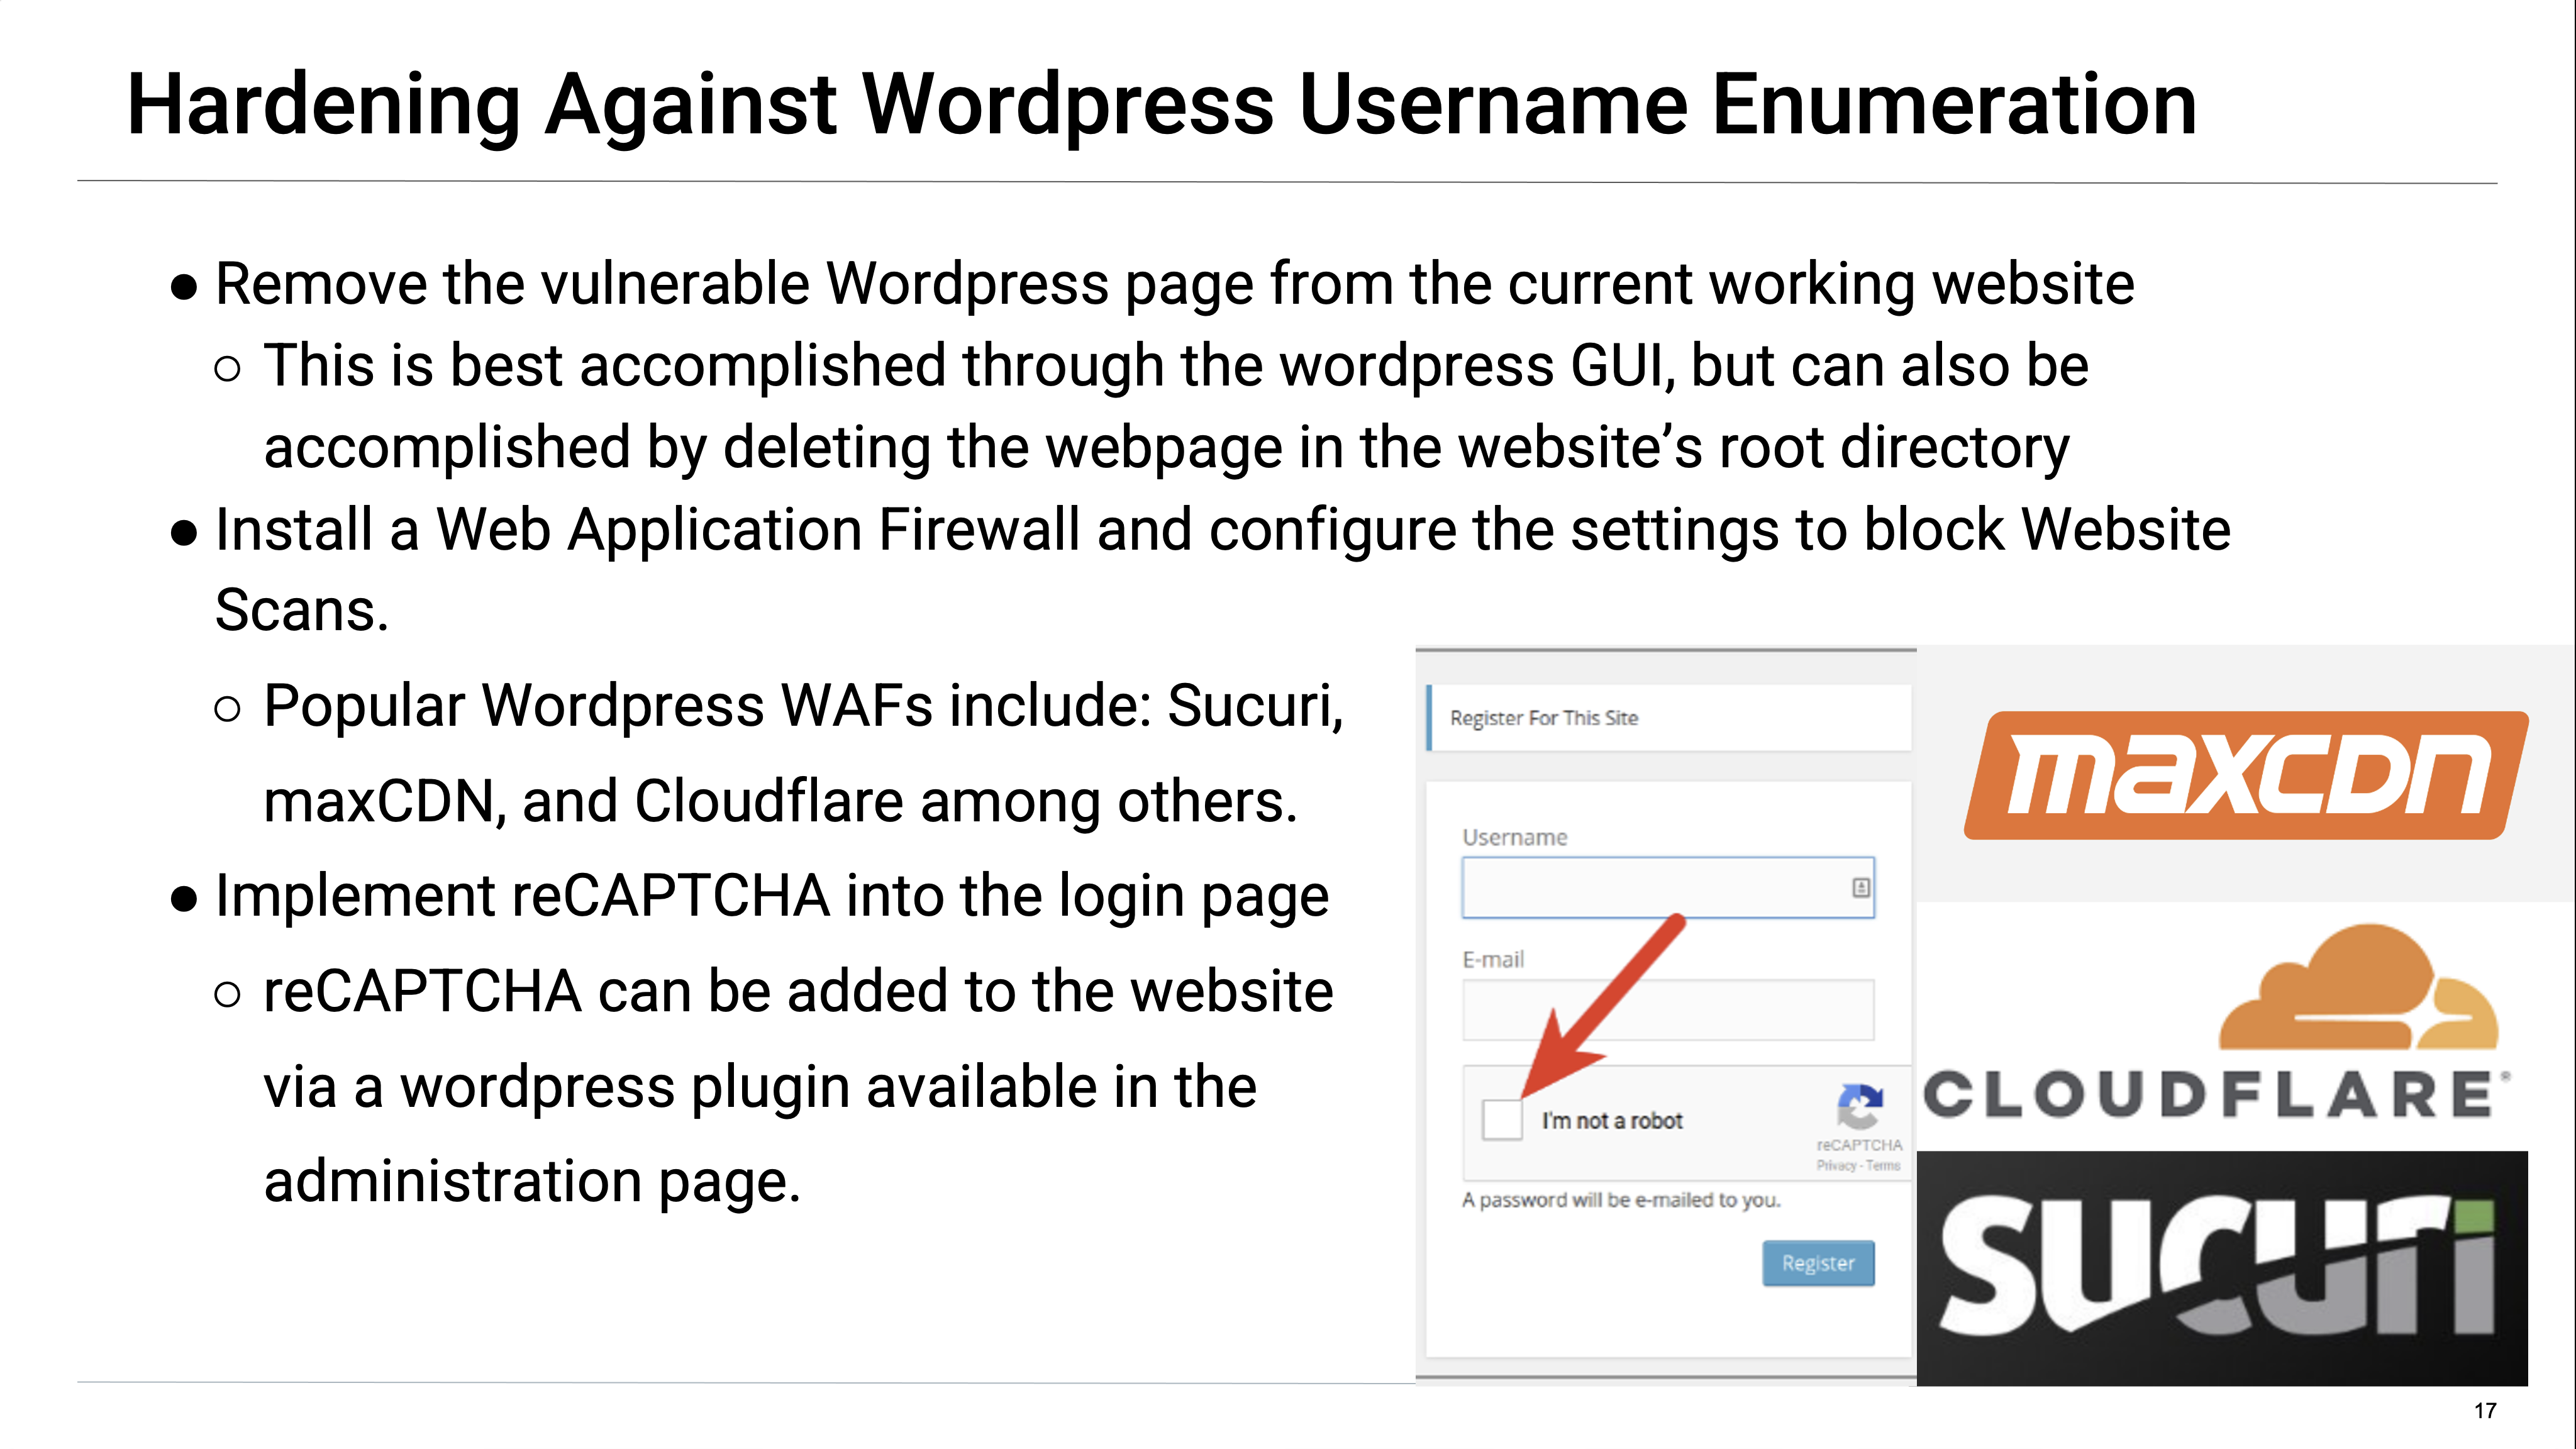 Hardening Against Wordpress Username Enumeration
● Remove the vulnerable Wordpress page from the current working website
○ This is best accomplished through the wordpress GUI, but can also be
accomplished by deleting the webpage in the website’s root directory
● Install a Web Application Firewall and configure the settings to block Website
Scans.
○ Popular Wordpress WAFs include: Sucuri,
maxCDN, and Cloudflare among others.
● Implement reCAPTCHA into the login page
○ reCAPTCHA can be added to the website
via a wordpress plugin available in the
administration page.
Register For This Site
Username
E-mail
I'm not a robot
reCAPTCHA
Privacy - Terms
A password will be e-mailed to you.
Register
maxcdn
CLOUDFLARE®
sucuri
17